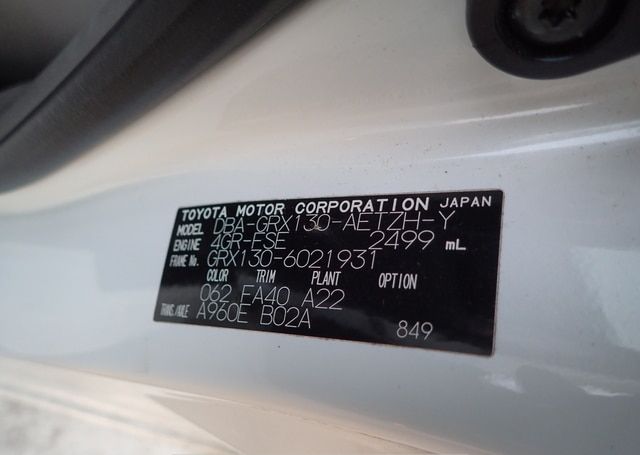 TOYOTA MOTOR CORPORATION JAPAN
MODEL DBA-GRX130-AETZH-Y
ENGINE 4GR-FSE 2499 mL
FRAME No. GRX130-6021931
COLOR TRIM PLANT OPTION
062 FA40 A22
TRANS./AXLE A960E B02A
849